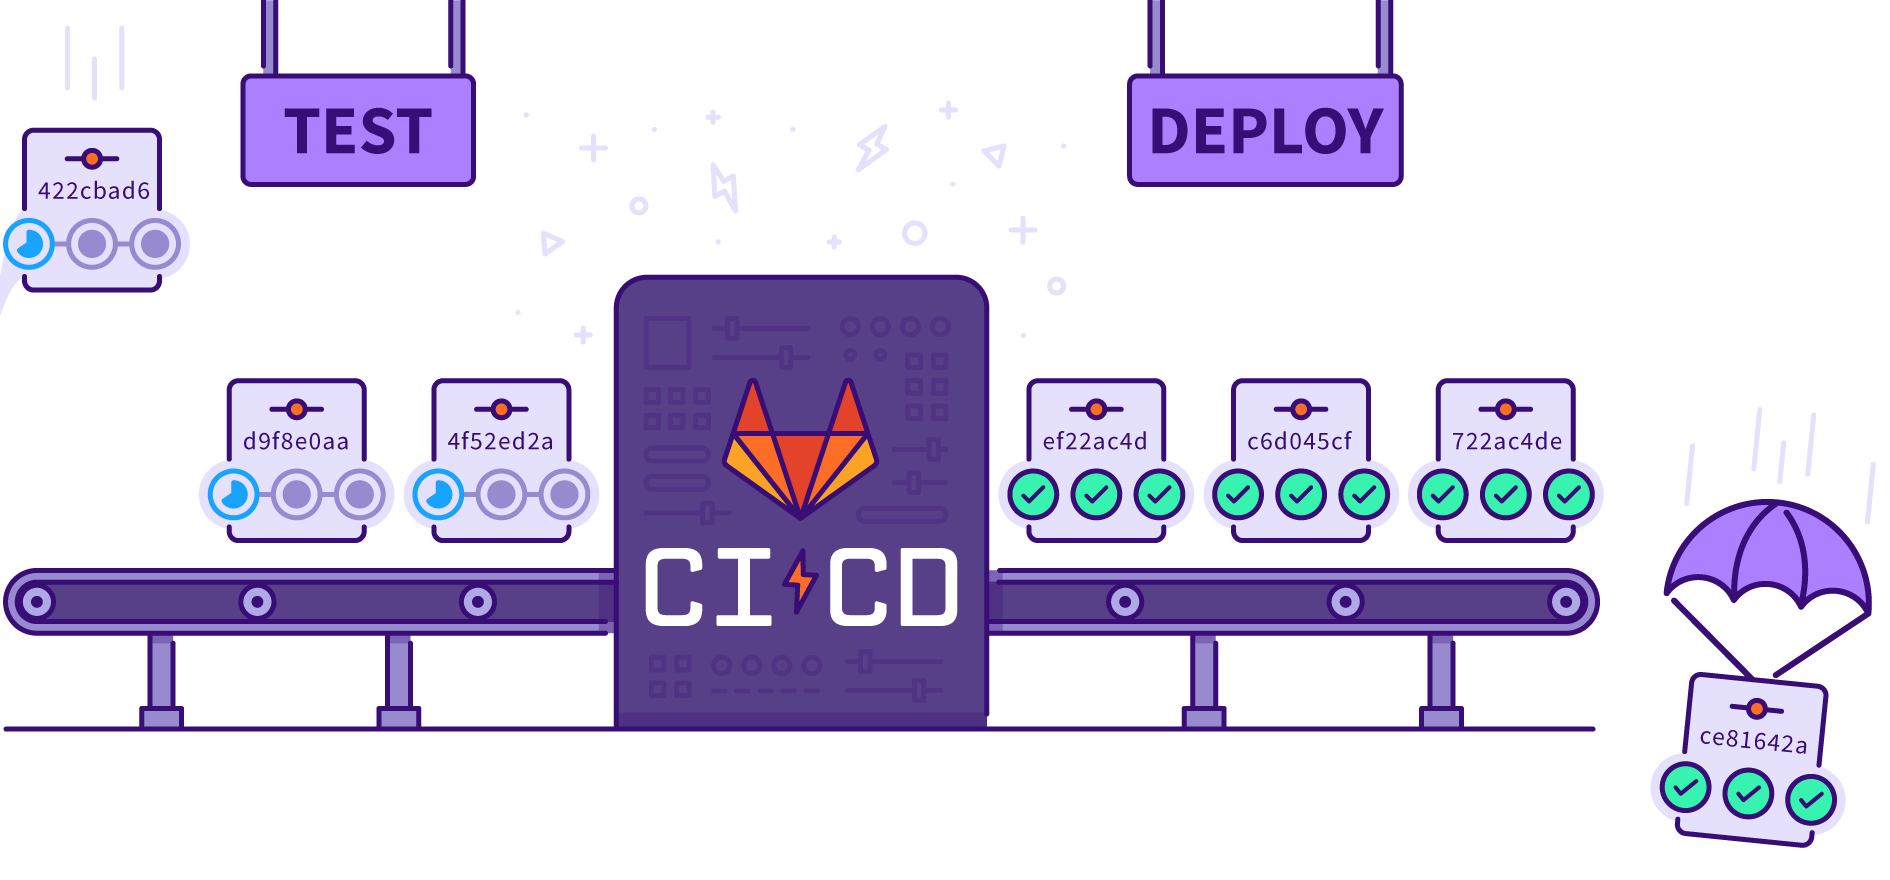 TEST
DEPLOY
422cbad6
d9f8e0aa
4f52ed2a
ef22ac4d
c6d045cf
722ac4de
CI CD
ce81642a